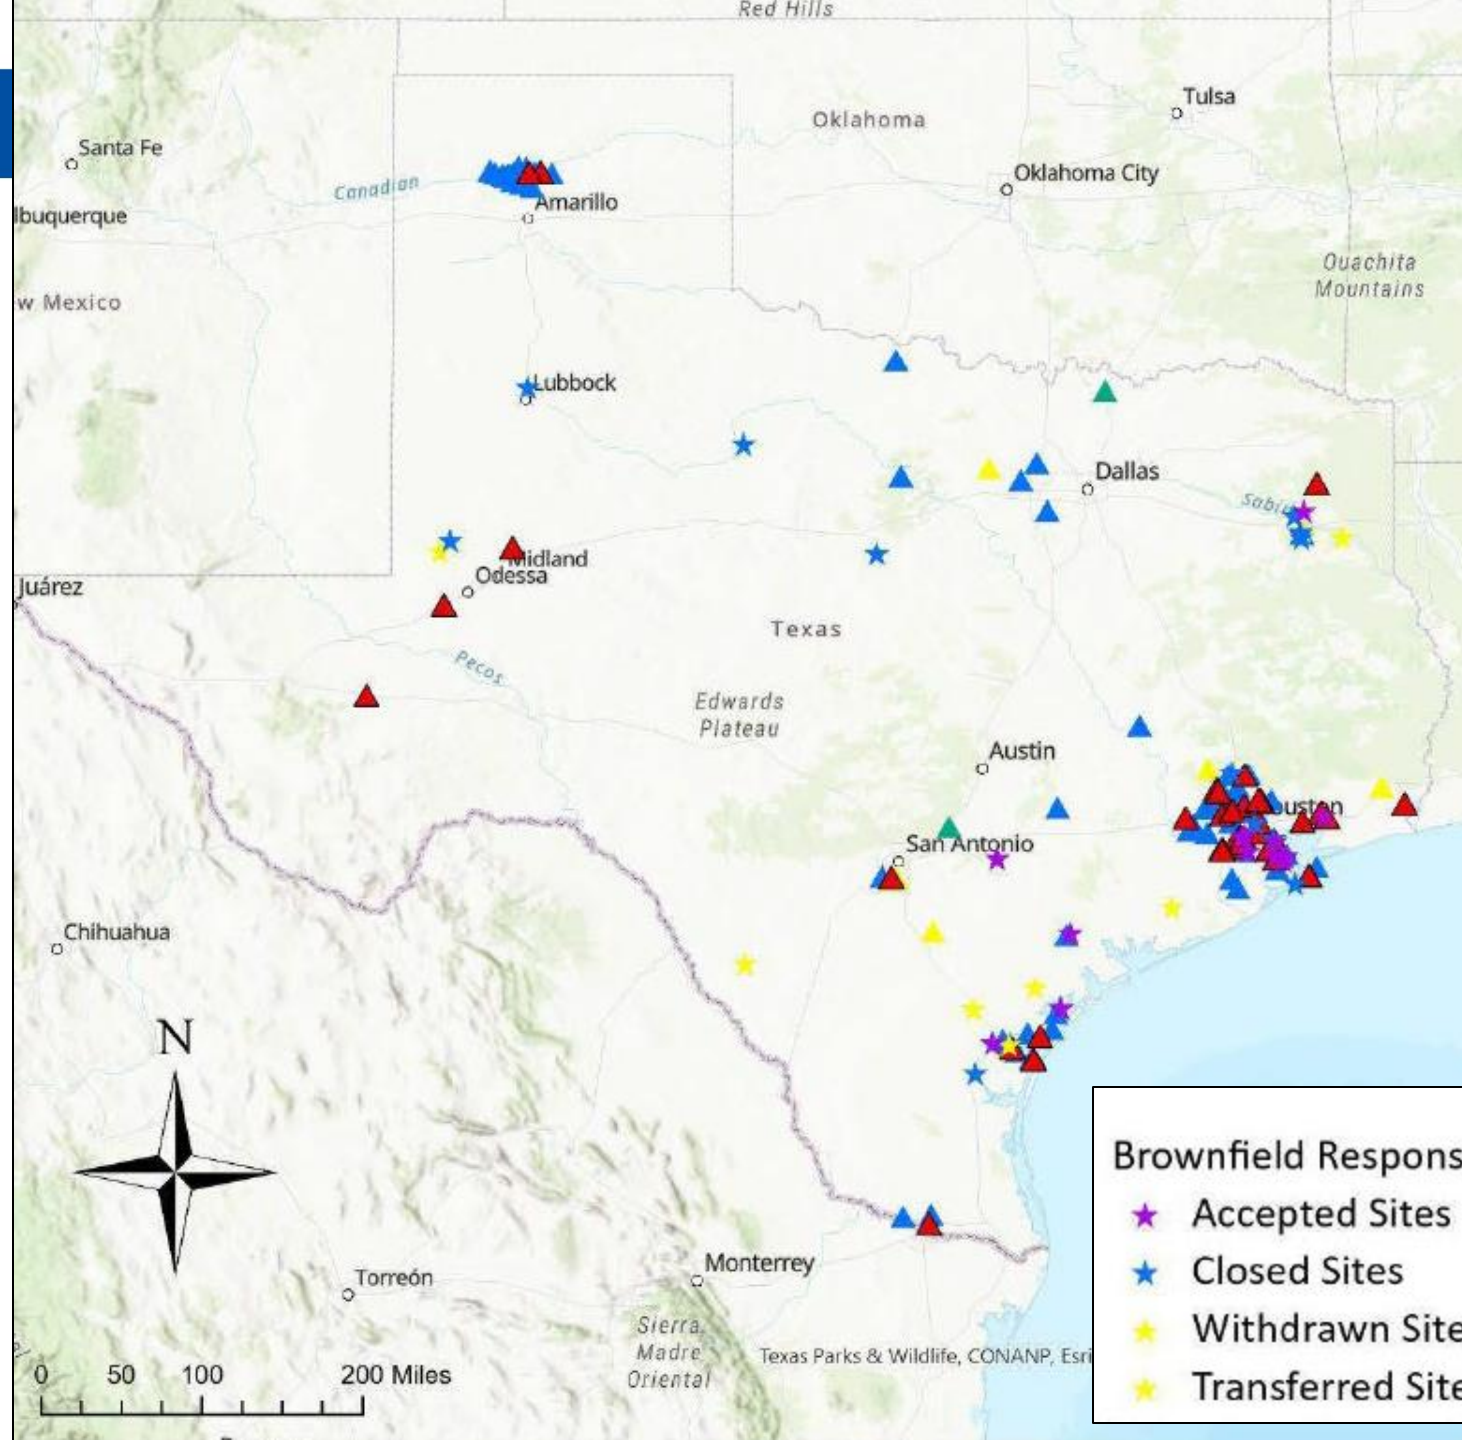 Red Hills
Tulsa
Oklahoma
Santa Fe
Oklahoma City
Canadian
Amarillo
lbuquerque
Ouachita
Mountains
w Mexico
Lubbock
Dallas
Sabin
Midland
Odessa
Juárez
Texas
Pecos
Edwards
Plateau
Austin
ouston
San Antonio
Chihuahua
N
Brownfield Respons
Accepted Sites
Closed Sites
Withdrawn Site
Transferred Site
Monterrey
Torreón
Sierra
Madre
Oriental
Texas Parks & Wildlife, CONANP, Esri
0 50 100 200 Miles